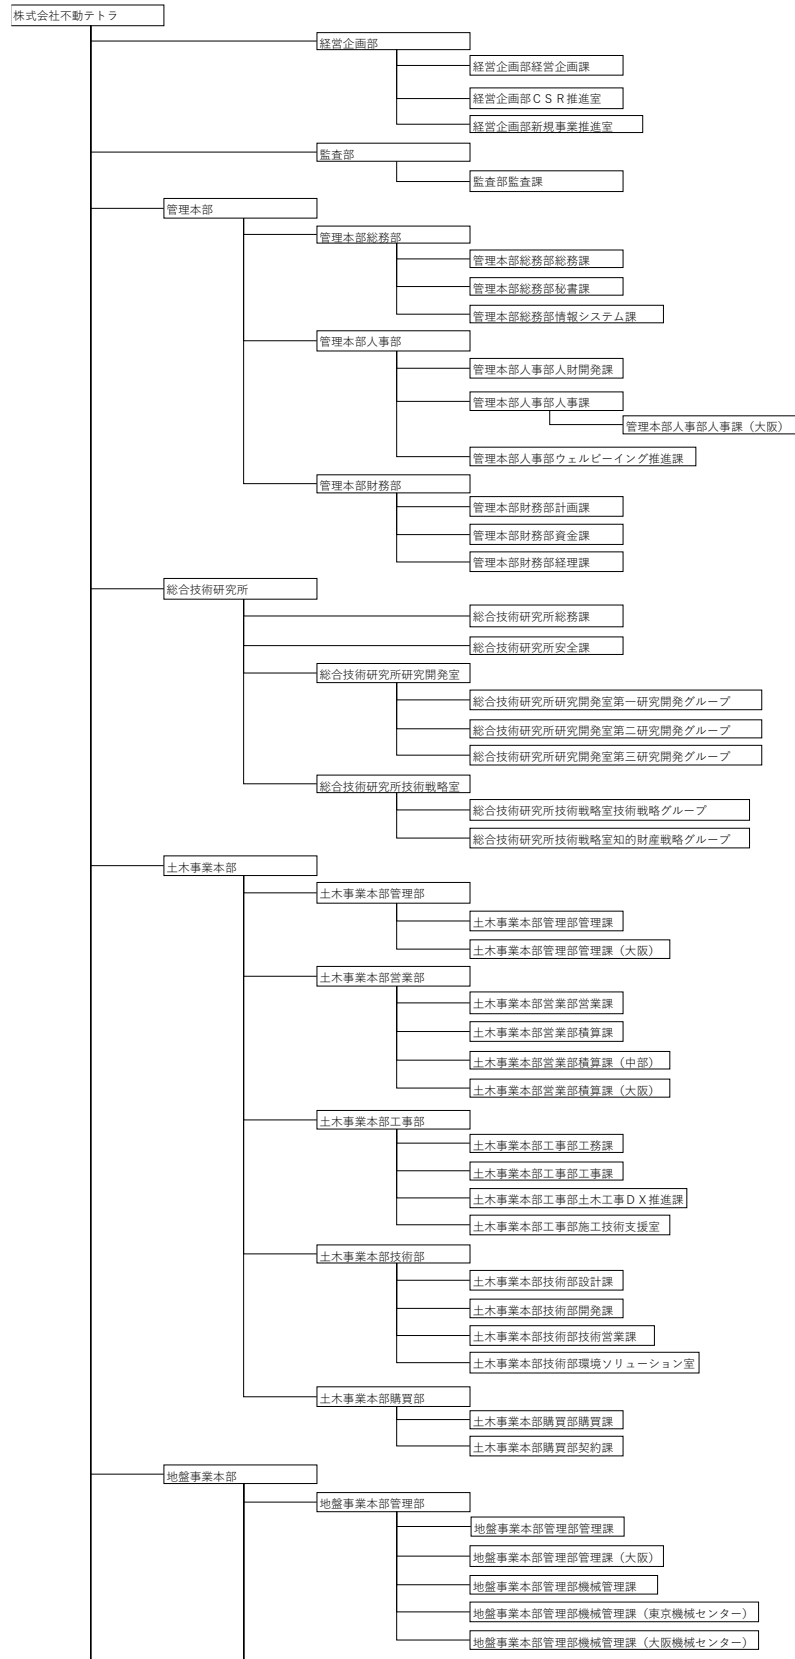 株式会社不動テトラ
経営企画部
経営企画部経営企画課
経営企画部ＣＳＲ推進室
経営企画部新規事業推進室
監査部
監査部監査課
管理本部
管理本部総務部
管理本部総務部総務課
管理本部総務部秘書課
管理本部総務部情報システム課
管理本部人事部
管理本部人事部人財開発課
管理本部人事部人事課
管理本部人事部人事課（大阪）
管理本部人事部ウェルビーイング推進課
管理本部財務部
管理本部財務部計画課
管理本部財務部資金課
管理本部財務部経理課
総合技術研究所
総合技術研究所総務課
総合技術研究所安全課
総合技術研究所研究開発室
総合技術研究所研究開発室第一研究開発グループ
総合技術研究所研究開発室第二研究開発グループ
総合技術研究所研究開発室第三研究開発グループ
総合技術研究所技術戦略室
総合技術研究所技術戦略室技術戦略グループ
総合技術研究所技術戦略室知的財産戦略グループ
土木事業本部
土木事業本部管理部
土木事業本部管理部管理課
土木事業本部管理部管理課（大阪）
土木事業本部営業部
土木事業本部営業部営業課
土木事業本部営業部積算課
土木事業本部営業部積算課（中部）
土木事業本部営業部積算課（大阪）
土木事業本部工事部
土木事業本部工事部工務課
土木事業本部工事部工事課
土木事業本部工事部土木工事ＤＸ推進課
土木事業本部工事部施工技術支援室
土木事業本部技術部
土木事業本部技術部設計課
土木事業本部技術部開発課
土木事業本部技術部技術営業課
土木事業本部技術部環境ソリューション室
土木事業本部購買部
土木事業本部購買部購買課
土木事業本部購買部契約課
地盤事業本部
地盤事業本部管理部
地盤事業本部管理部管理課
地盤事業本部管理部管理課（大阪）
地盤事業本部管理部機械管理課
地盤事業本部管理部機械管理課（東京機械センター）
地盤事業本部管理部機械管理課（大阪機械センター）